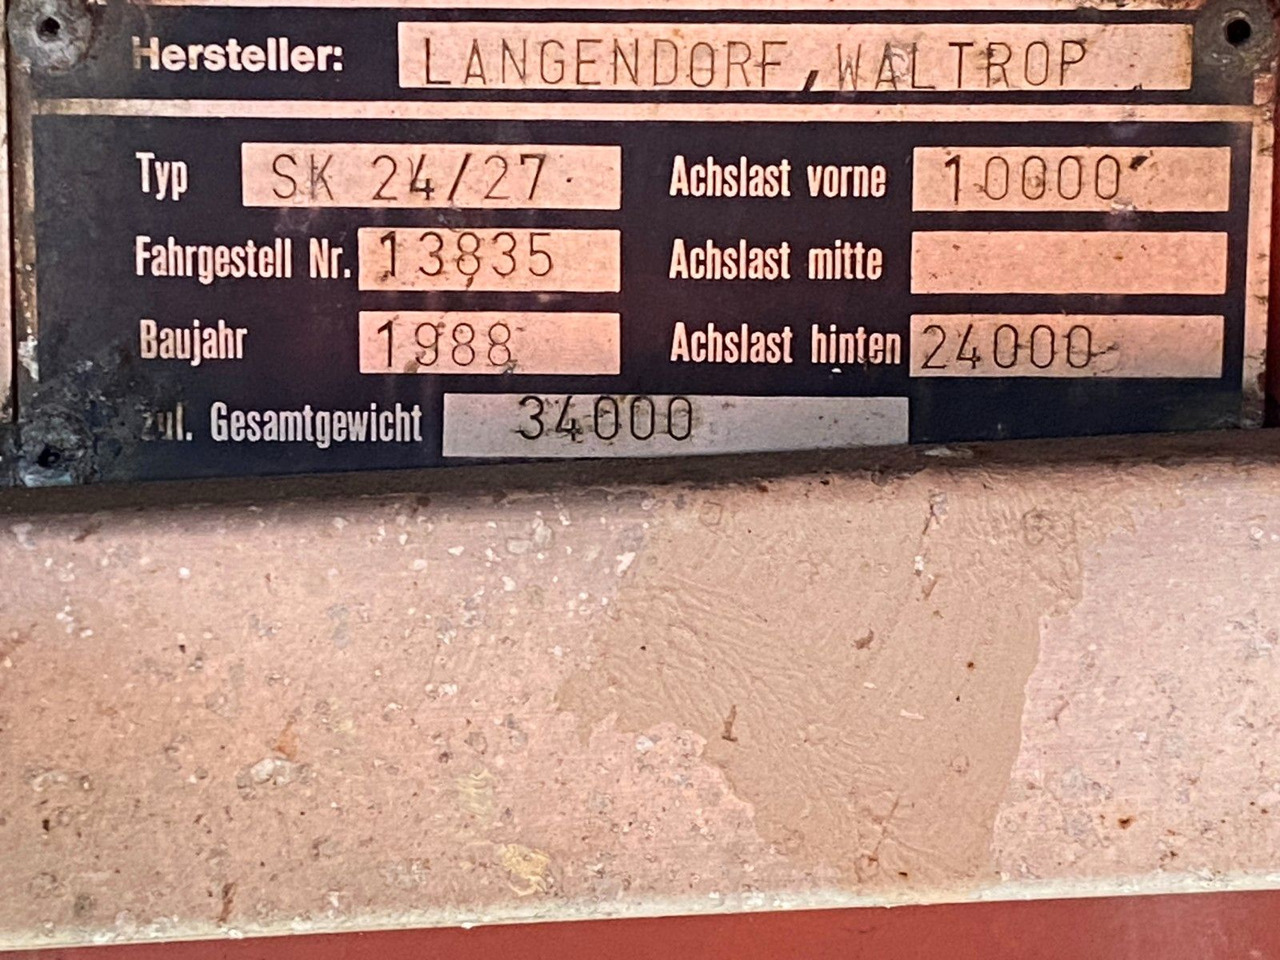 Hersteller: LANGENDORF, WALTROP
Typ SK 24/27 Achslast vorne 10000
Fahrgestell Nr. 13835 Achslast mitte
Baujahr 1988 Achslast hinten 24000
zul. Gesamtgewicht 34000